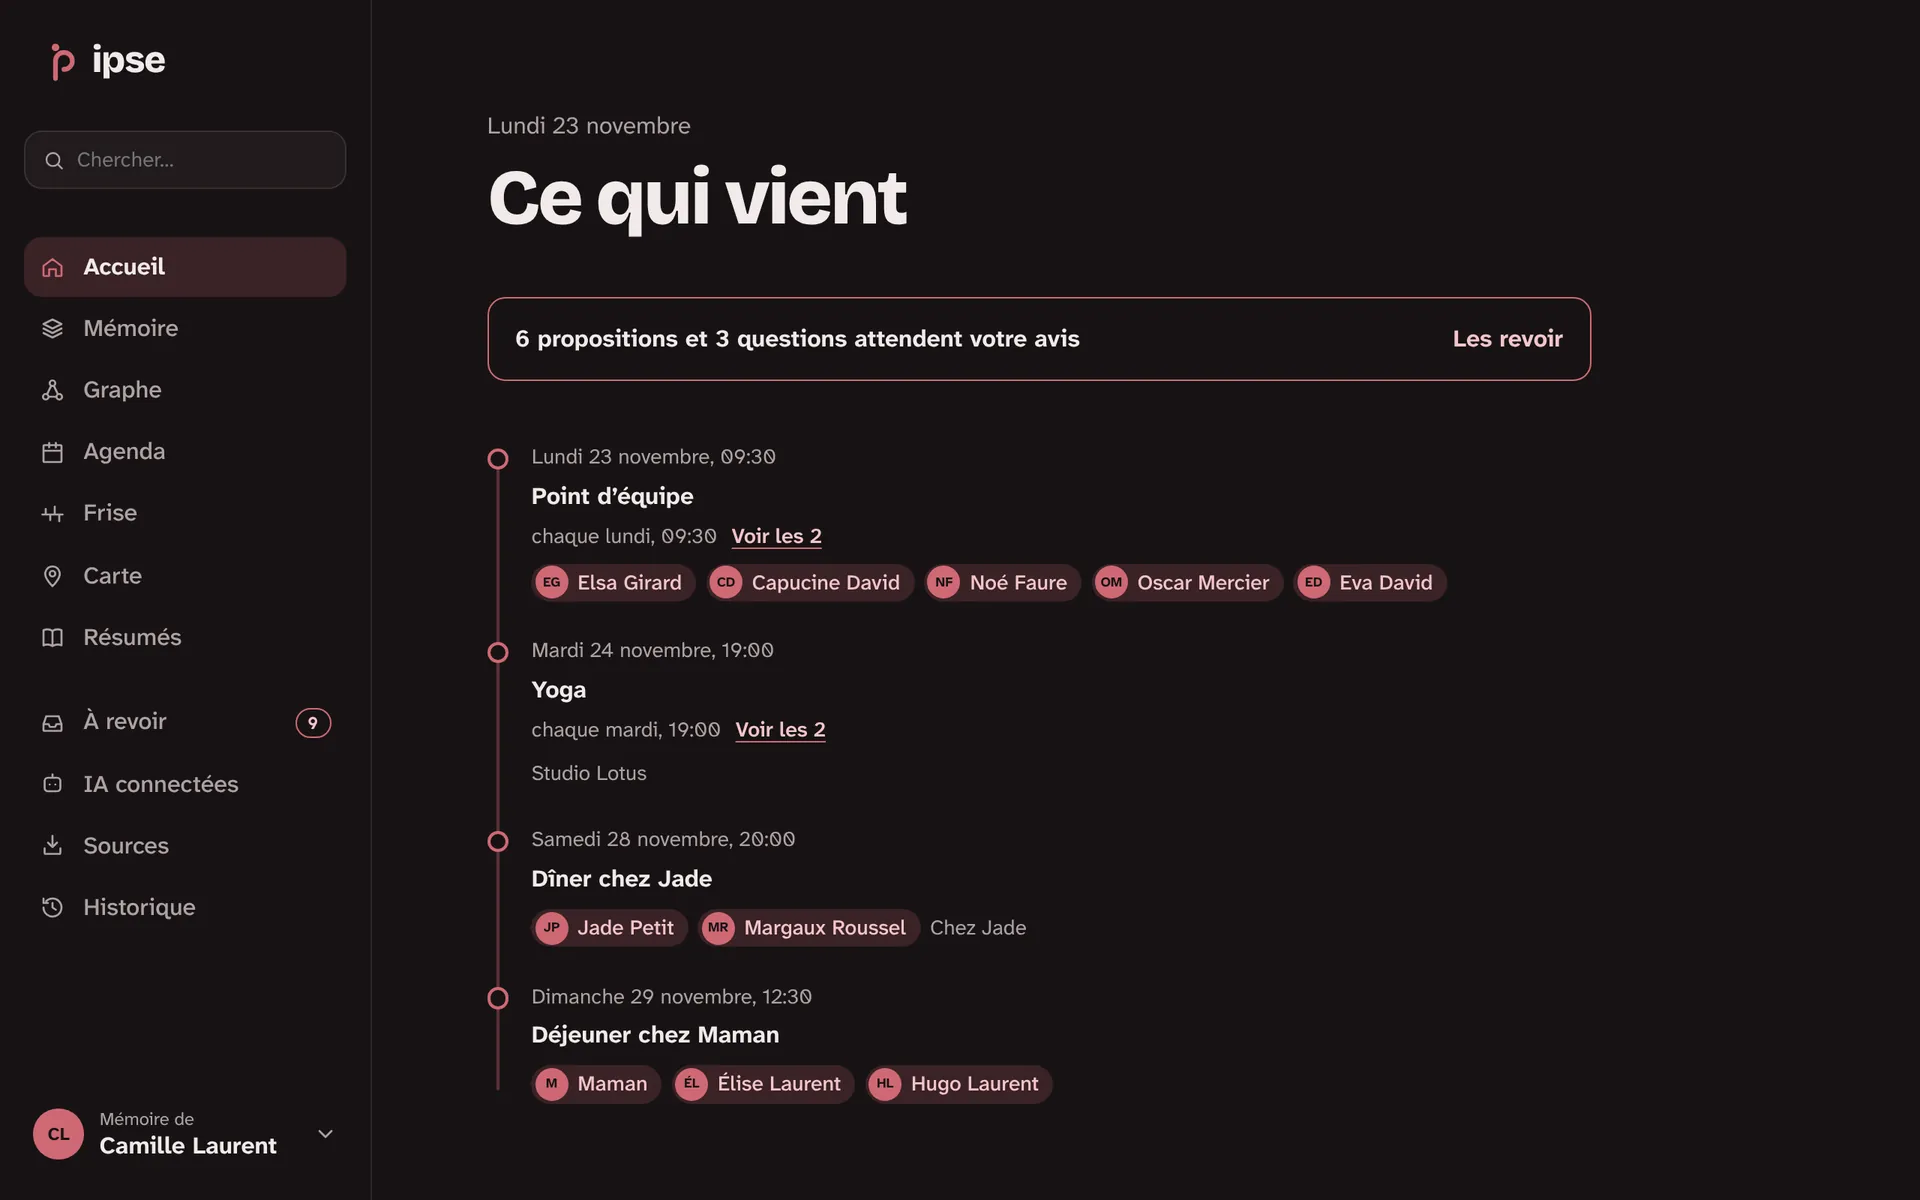 ipse
Chercher...
Accueil
Mémoire
Graphe
Agenda
Frise
Carte
Résumés
À revoir 9
IA connectées
Sources
Historique
CL
Mémoire de
Camille Laurent
Lundi 23 novembre
Ce qui vient
6 propositions et 3 questions attendent votre avis Les revoir
Lundi 23 novembre, 09:30
Point d’équipe
chaque lundi, 09:30 Voir les 2
EG Elsa Girard CD Capucine David NF Noé Faure OM Oscar Mercier ED Eva David
Mardi 24 novembre, 19:00
Yoga
chaque mardi, 19:00 Voir les 2
Studio Lotus
Samedi 28 novembre, 20:00
Dîner chez Jade
JP Jade Petit MR Margaux Roussel Chez Jade
Dimanche 29 novembre, 12:30
Déjeuner chez Maman
M Maman ÉL Élise Laurent HL Hugo Laurent